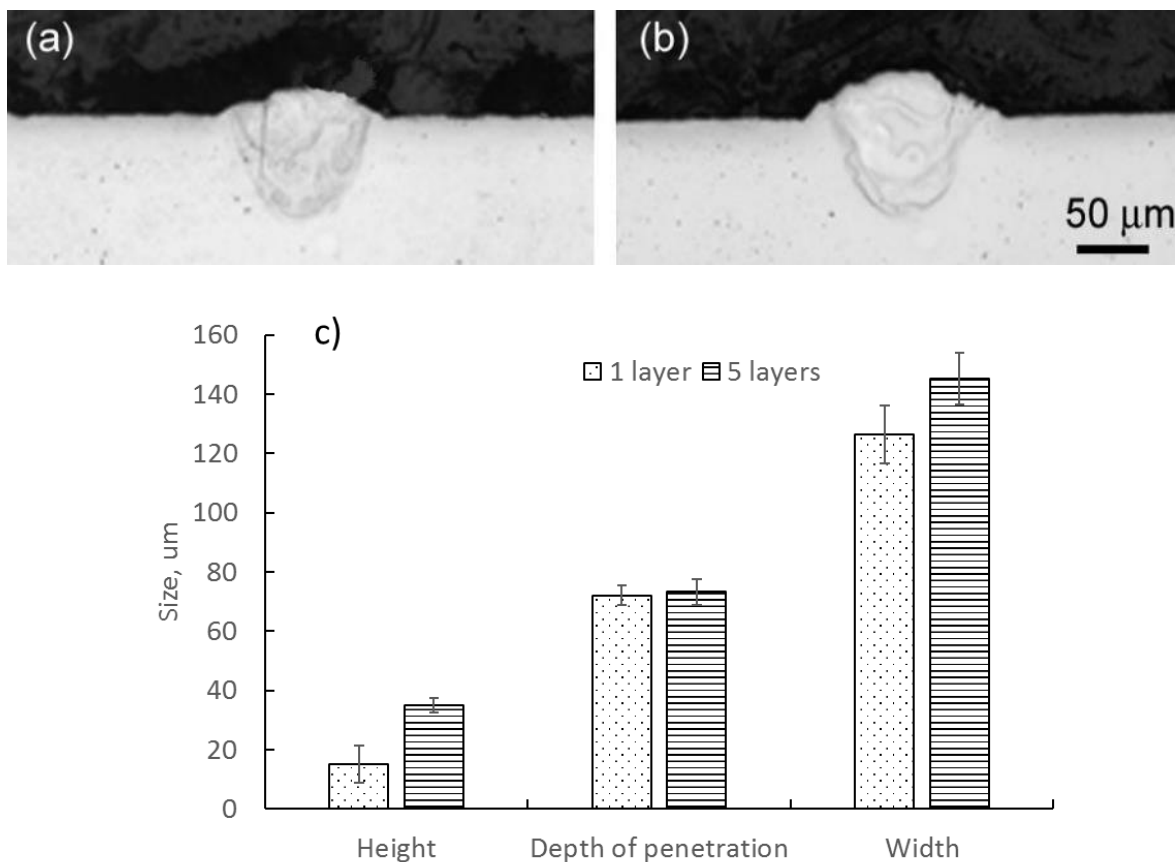 (a)
(b)
50 μm
c)
1 layer 5 layers
160
140
120
100
80
60
40
20
0
Size, um
Height Depth of penetration Width